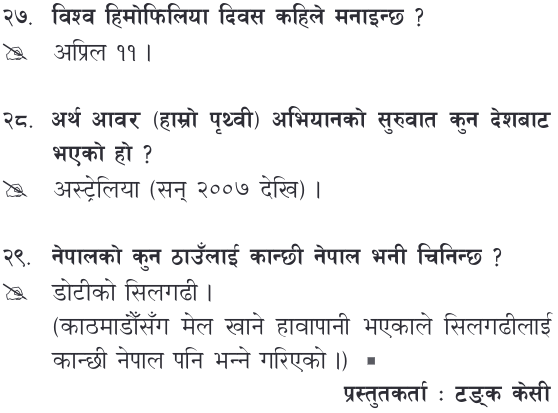 २७. विश्व हिमोफिलिया दिवस कहिले मनाइन्छ ?
अप्रिल ११ ।
२८. अर्थ आवर (हाम्रो पृथ्वी) अभियानको सुरुवात कुन देशबाट
भएको हो ?
अस्ट्रेलिया (सन् २००७ देखि) ।
२९. नेपालको कुन ठाउँलाई कान्छी नेपाल भनी चिनिन्छ ?
डोटीको सिलगढी ।
(काठमाडौँसँग मेल खाने हावापानी भएकाले सिलगढीलाई
कान्छी नेपाल पनि भन्ने गरिएको ।)
प्रस्तुतकर्ता : टङ्क केसी